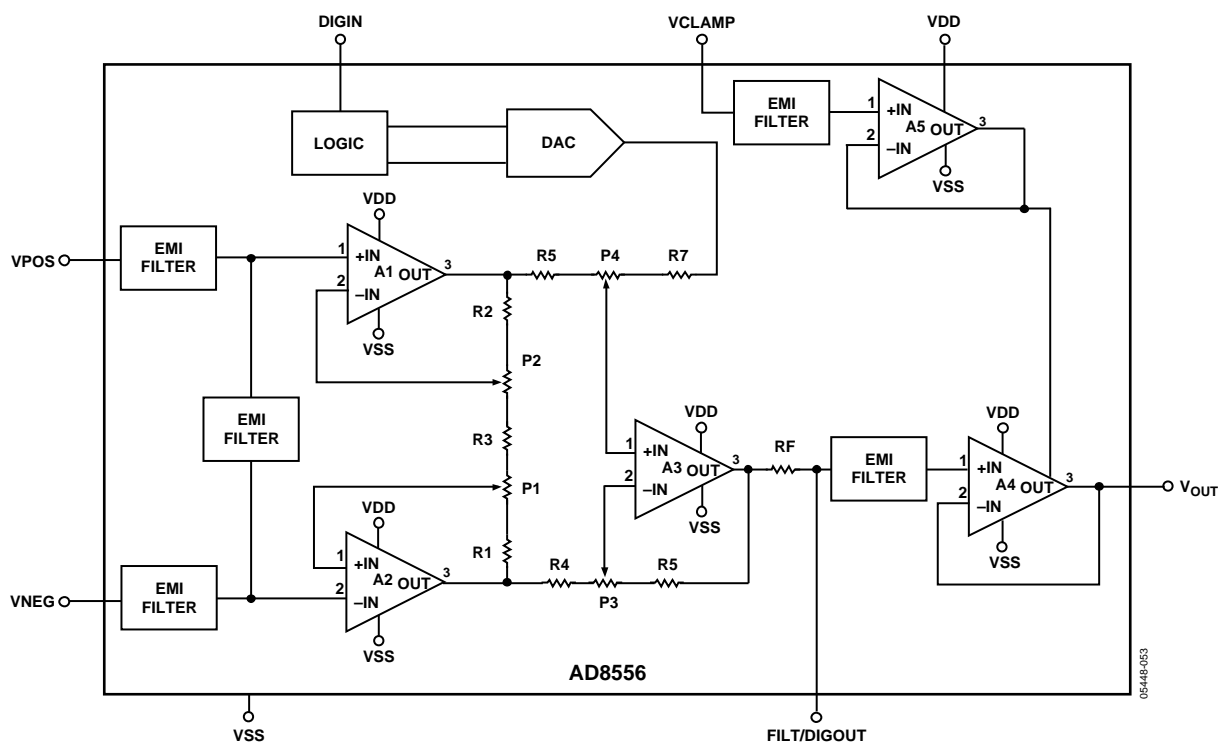 DIGIN
VCLAMP
VDD
LOGIC
DAC
EMI
FILTER
1
+IN
A5
OUT
3
2
–IN
VSS
VPOS
EMI
FILTER
VDD
1
+IN
A1
OUT
3
2
–IN
VSS
R5
P4
R7
R2
P2
EMI
FILTER
R3
P1
R1
VDD
1
+IN
A3
OUT
3
2
–IN
VSS
RF
EMI
FILTER
VDD
1
+IN
A4
OUT
3
2
–IN
VSS
VOUT
VNEG
EMI
FILTER
VDD
1
+IN
A2
OUT
3
2
–IN
VSS
R4
P3
R5
AD8556
05448-053
VSS
FILT/DIGOUT